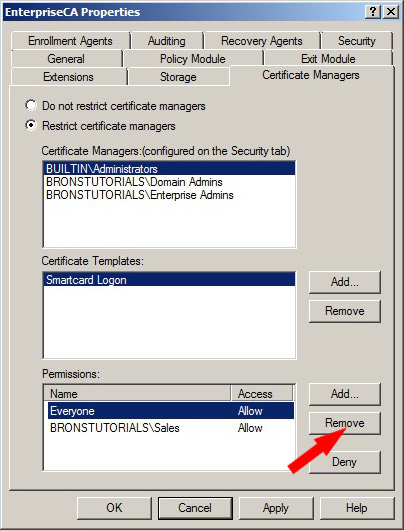 EnterpriseCA Properties
Enrollment Agents Auditing Recovery Agents Security
General Policy Module Exit Module
Extensions Storage Certificate Managers
Do not restrict certificate managers
Restrict certificate managers
Certificate Managers:(configured on the Security tab)
BUILTIN\Administrators
BRONSTUTORIALS\Domain Admins
BRONSTUTORIALS\Enterprise Admins
Certificate Templates:
Smartcard Logon
Add...
Remove
Permissions:
Name Access
Everyone Allow
BRONSTUTORIALS\Sales Allow
Add...
Remove
Deny
OK Cancel Apply Help